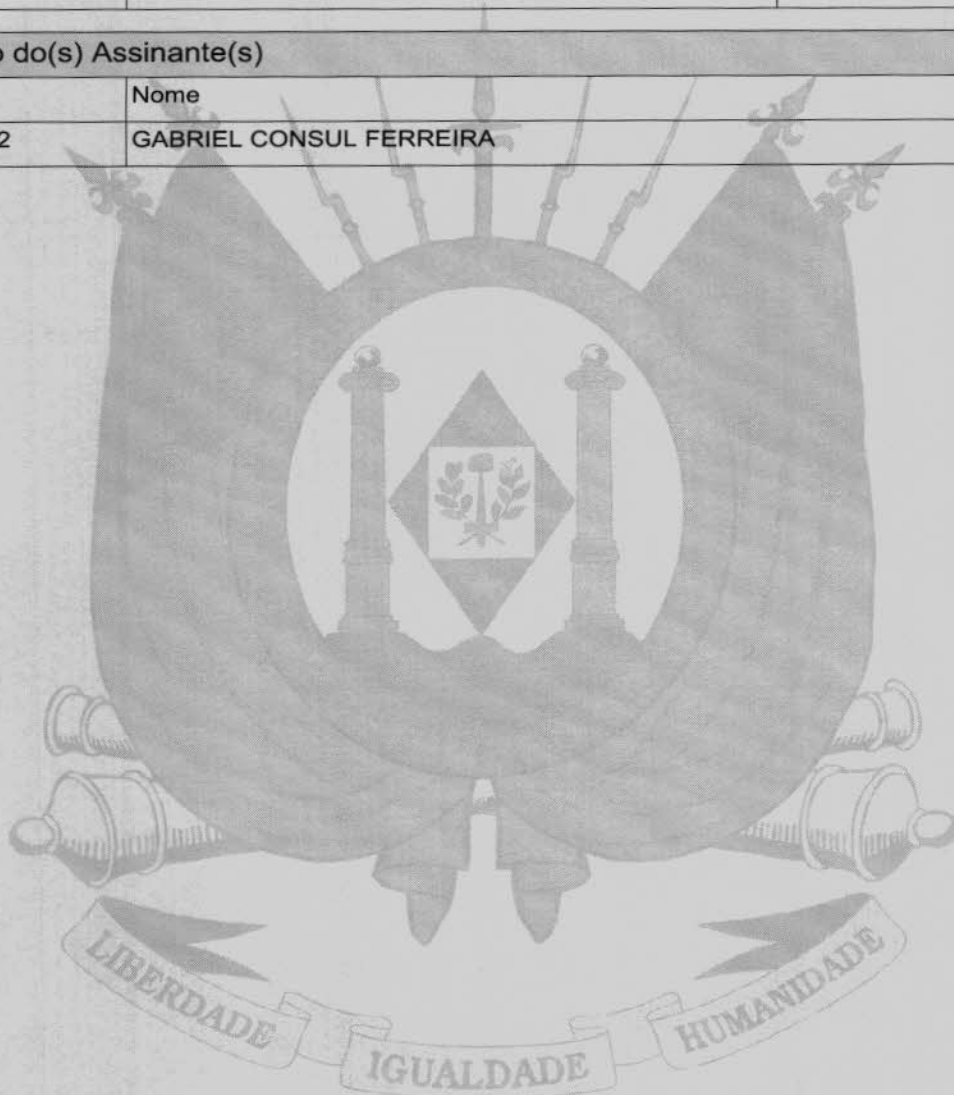 o do(s) Assinante(s)
Nome
2 GABRIEL CONSUL FERREIRA
LIBERDADE
IGUALDADE
HUMANIDADE